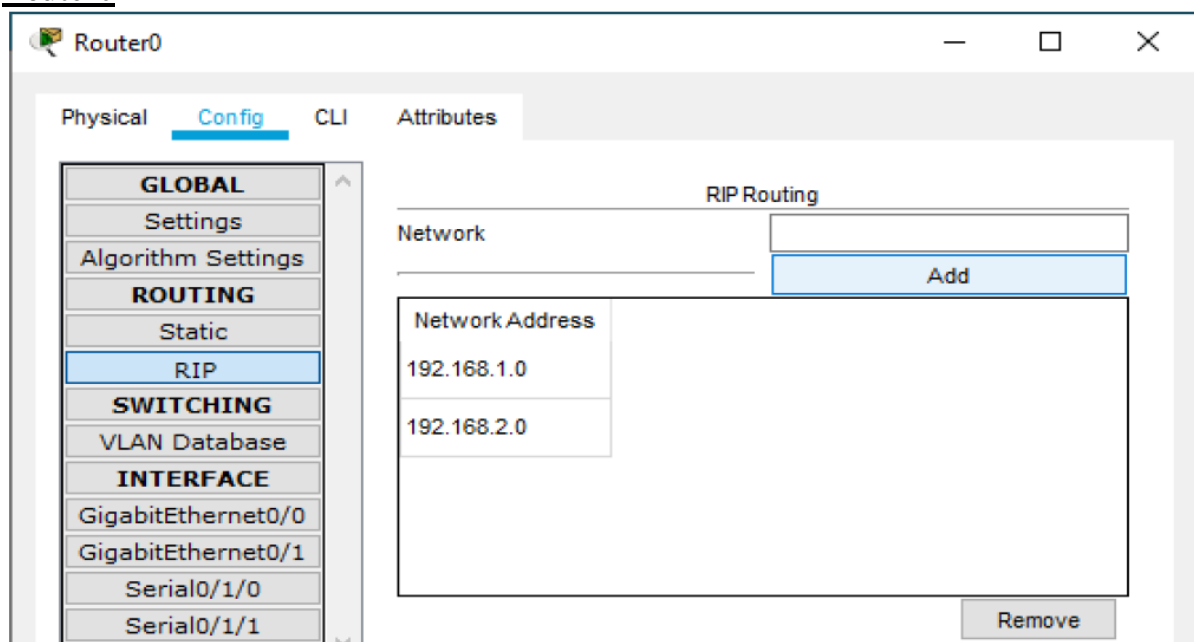 Router0
Physical Config CLI Attributes
GLOBAL
Settings
Algorithm Settings
ROUTING
Static
RIP
SWITCHING
VLAN Database
INTERFACE
GigabitEthernet0/0
GigabitEthernet0/1
Serial0/1/0
Serial0/1/1
RIP Routing
Network
Add
Network Address
192.168.1.0
192.168.2.0
Remove